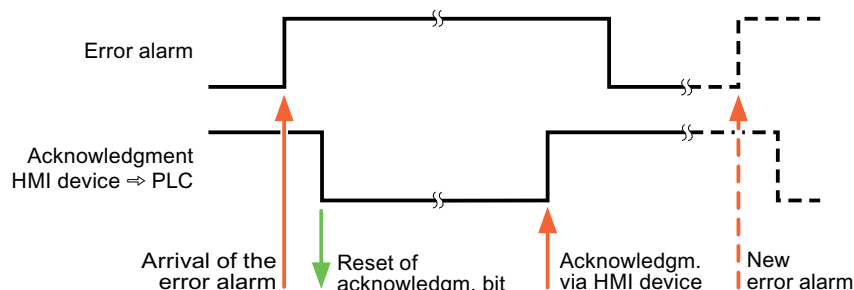 Error alarm
Acknowledgment
HMI device ⇨ PLC
Arrival of the
error alarm
Reset of
acknowledgm. bit
Acknowledgm.
via HMI device
New
error alarm